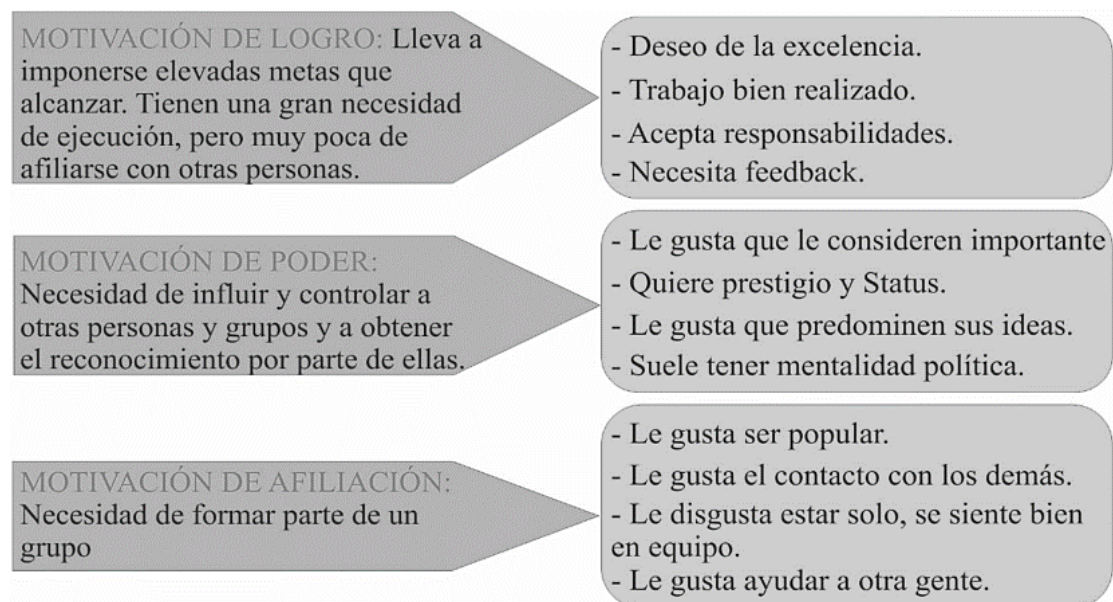 MOTIVACIÓN DE LOGRO: Lleva a
imponerse elevadas metas que
alcanzar. Tienen una gran necesidad
de ejecución, pero muy poca de
afiliarse con otras personas.
- Deseo de la excelencia.
- Trabajo bien realizado.
- Acepta responsabilidades.
- Necesita feedback.
MOTIVACIÓN DE PODER:
Necesidad de influir y controlar a
otras personas y grupos y a obtener
el reconocimiento por parte de ellas.
- Le gusta que le consideren importante
- Quiere prestigio y Status.
- Le gusta que predominen sus ideas.
- Suele tener mentalidad política.
MOTIVACIÓN DE AFILIACIÓN:
Necesidad de formar parte de un
grupo
- Le gusta ser popular.
- Le gusta el contacto con los demás.
- Le disgusta estar solo, se siente bien
en equipo.
- Le gusta ayudar a otra gente.